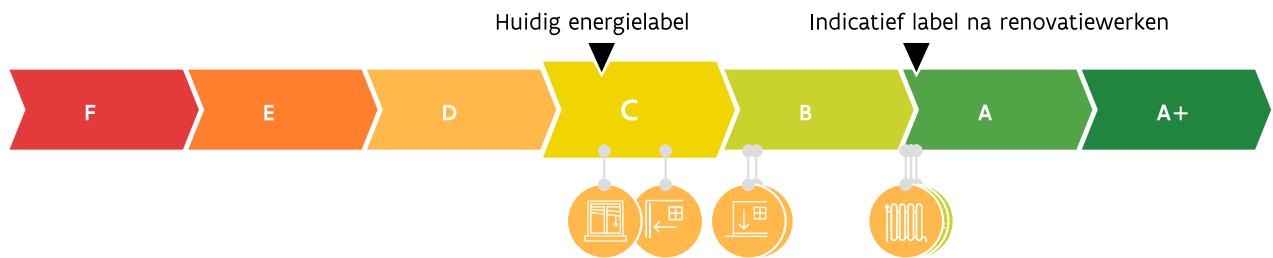 Huidig energielabel Indicatief label na renovatiewerken
F E D C B A A+